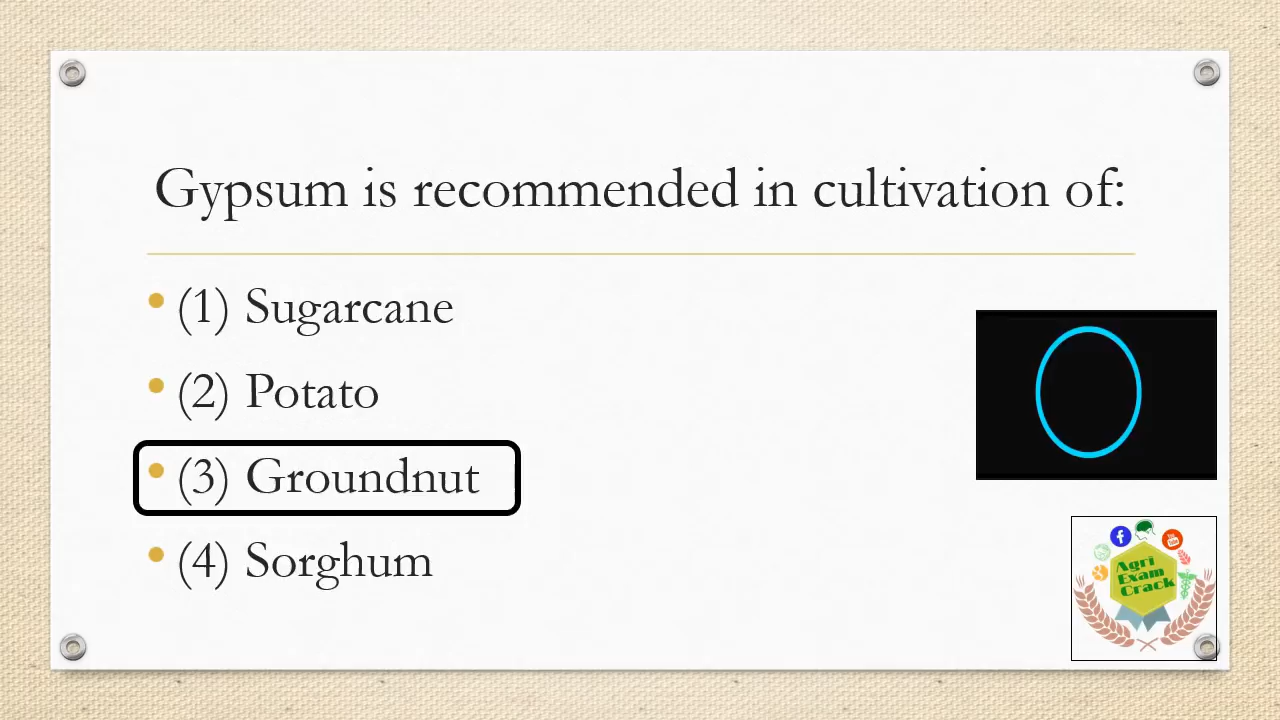 Gypsum is recommended in cultivation of:
(1) Sugarcane
(2) Potato
(3) Groundnut
(4) Sorghum
Agri
Exam
Crack